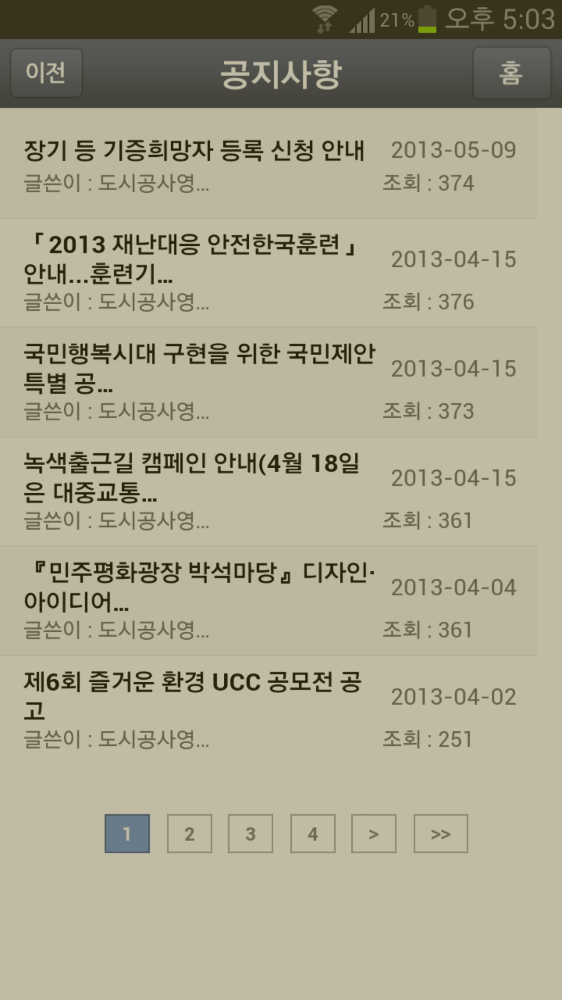 21% 오후 5:03
이전 공지사항 홈
장기 등 기증희망자 등록 신청 안내 2013-05-09
글쓴이 : 도시공사영... 조회 : 374
「2013 재난대응 안전한국훈련」
안내...훈련기... 2013-04-15
글쓴이 : 도시공사영... 조회 : 376
국민행복시대 구현을 위한 국민제안
특별 공... 2013-04-15
글쓴이 : 도시공사영... 조회 : 373
녹색출근길 캠페인 안내(4월 18일
은 대중교통... 2013-04-15
글쓴이 : 도시공사영... 조회 : 361
『민주평화광장 박석마당』 디자인·
아이디어... 2013-04-04
글쓴이 : 도시공사영... 조회 : 361
제6회 즐거운 환경 UCC 공모전 공
고 2013-04-02
글쓴이 : 도시공사영... 조회 : 251
1 2 3 4 > >>